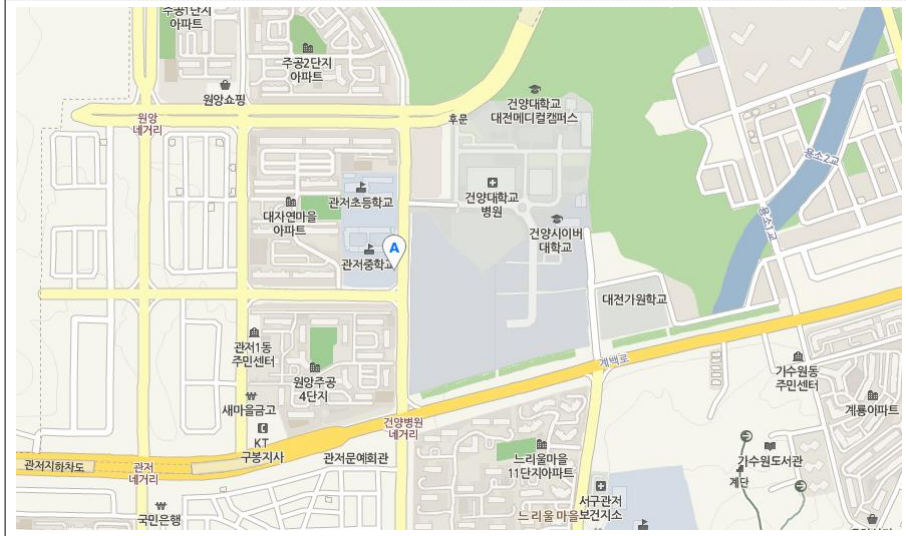 주공1단지
아파트
주공2단지
아파트
원앙쇼핑
원앙
네거리
후문
건양대학교
대전메디컬캠퍼스
용소2교
관저초등학교
대자연마을
아파트
건양대학교
병원
용소1교
건양사이버
대학교
A
관저중학교
대전가원학교
관저1동
주민센터
계백로
가수원동
주민센터
원앙주공
4단지
새마을금고
계룡아파트
건양병원
네거리
KT
구봉지사
관저문예회관
느리울마을
11단지아파트
가수원도서관
계단
관저지하차도
관저
네거리
서구관저
보건지소
국민은행
느리울 마을